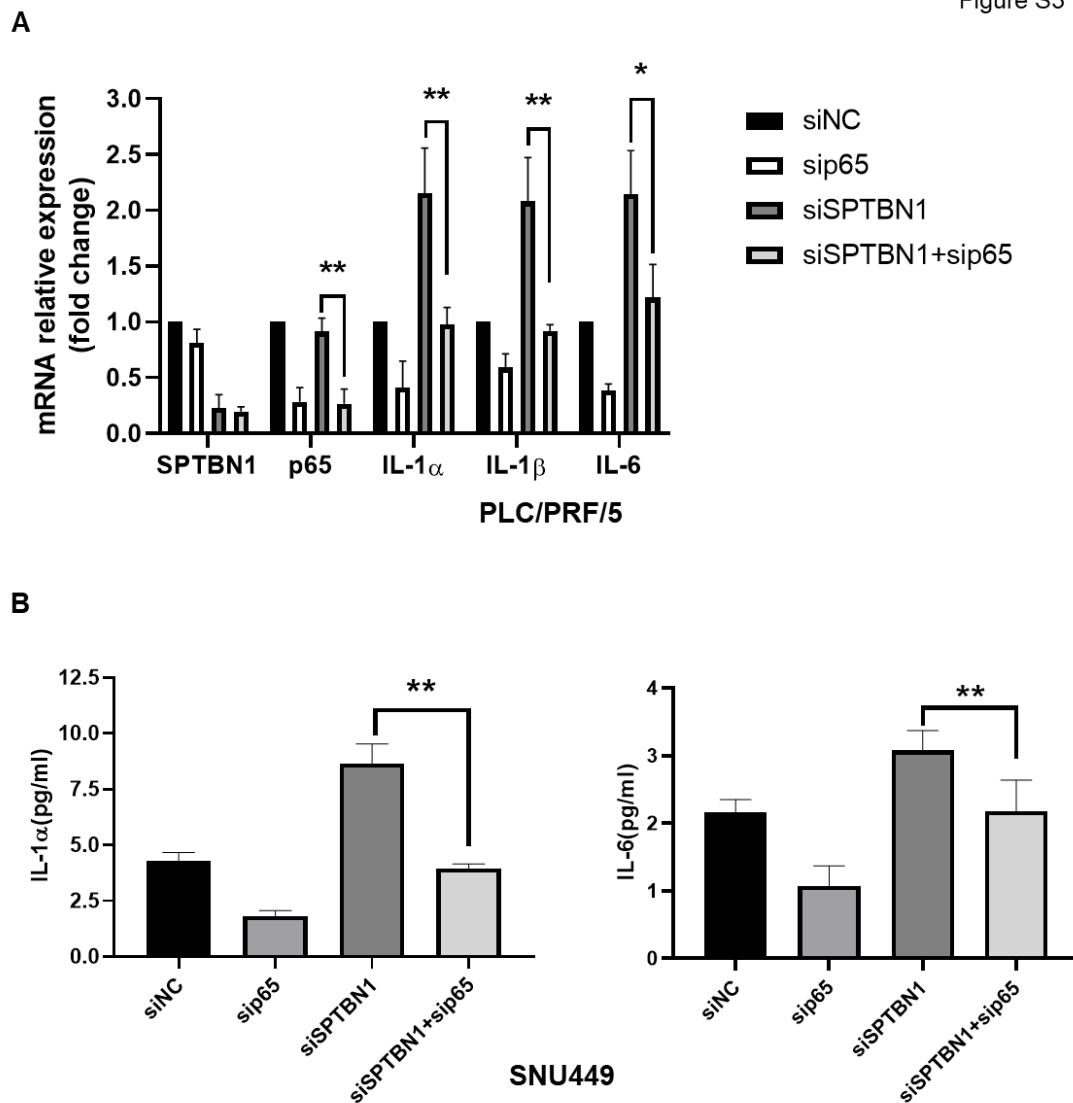 Figure S5
A
mRNA relative expression
(fold change)
3.0
2.5
2.0
1.5
1.0
0.5
0.0
**
**
**
*
SPTBN1 p65 IL-1α IL-1β IL-6
PLC/PRF/5
siNC
sip65
siSPTBN1
siSPTBN1+sip65
B
IL-1α(pg/ml)
12.5
10.0
7.5
5.0
2.5
0.0
**
siNC
sip65
siSPTBN1
siSPTBN1+sip65
IL-6(pg/ml)
4
3
2
1
0
**
siNC
sip65
siSPTBN1
siSPTBN1+sip65
SNU449